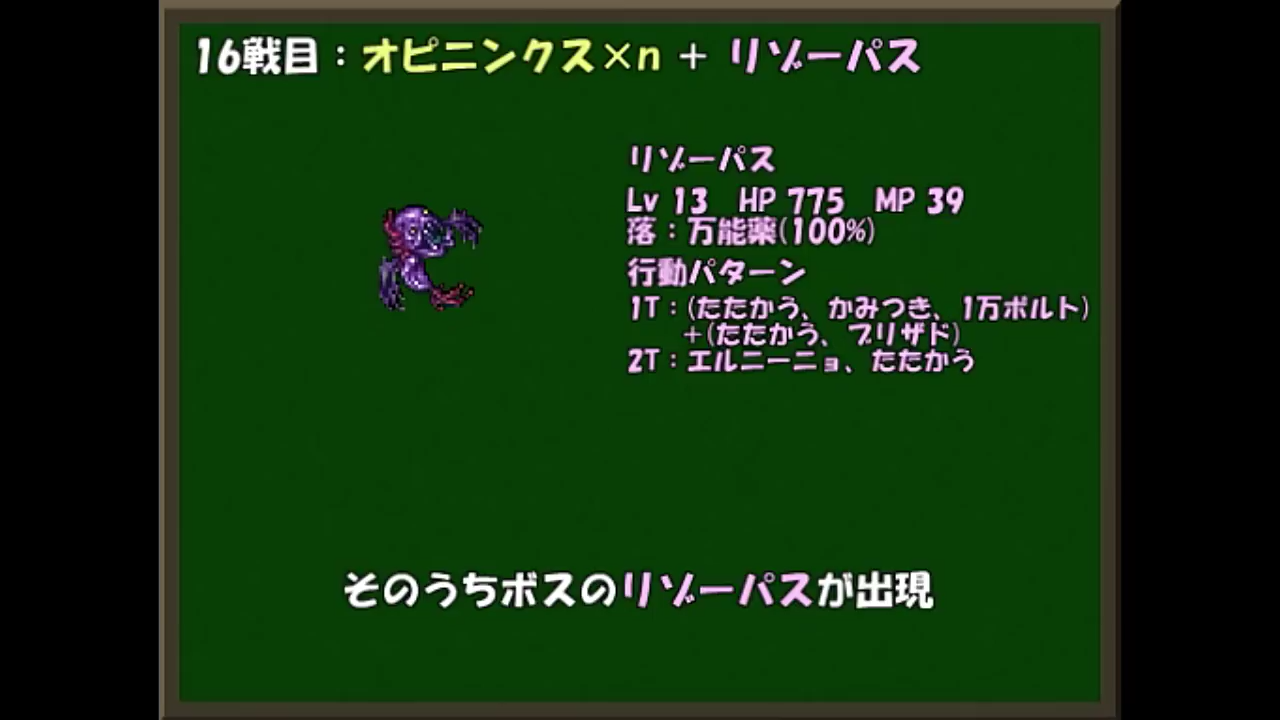 16戦目：オピニンクス×n + リゾーパス
リゾーパス
Lv 13 HP 775 MP 39
落：万能薬(100%)
行動パターン
1T：(たたかう、かみつき、1万ボルト)
+(たたかう、ブリザド)
2T：エルニーニョ、たたかう
そのうちボスのリゾーパスが出現